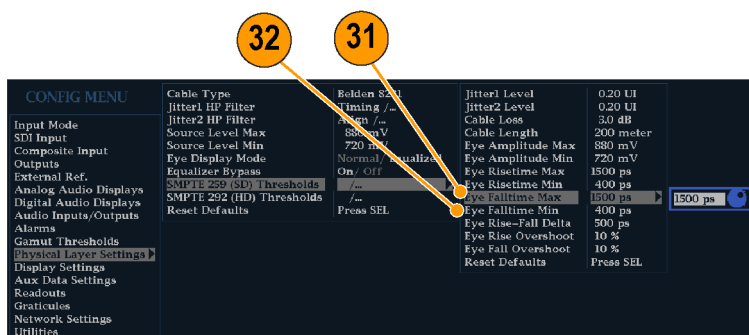 32
31
CONFIG MENU
Input Mode
SDI Input
Composite Input
Outputs
External Ref.
Analog Audio Displays
Digital Audio Displays
Audio Inputs/Outputs
Alarms
Gamut Thresholds
Physical Layer Settings
Display Settings
Aux Data Settings
Readouts
Graticules
Network Settings
Utilities
Cable Type Belden
Jitter1 HP Filter Timing /...
Jitter2 HP Filter Align /...
Source Level Max 880 mV
Source Level Min 720 mV
Eye Display Mode Normal/ Equalized
Equalizer Bypass On/ Off
SMPTE 259 (SD) Thresholds /...
SMPTE 292 (HD) Thresholds /...
Reset Defaults Press SEL
Jitter1 Level 0.20 UI
Jitter2 Level 0.20 UI
Cable Loss 3.0 dB
Cable Length 200 meter
Eye Amplitude Max 880 mV
Eye Amplitude Min 720 mV
Eye Risetime Max 1500 ps
Eye Risetime Min 400 ps
Eye Falltime Max 1500 ps
Eye Falltime Min 400 ps
Eye Rise-Fall Delta 500 ps
Eye Rise Overshoot 10 %
Eye Fall Overshoot 10 %
Reset Defaults Press SEL
1500 ps